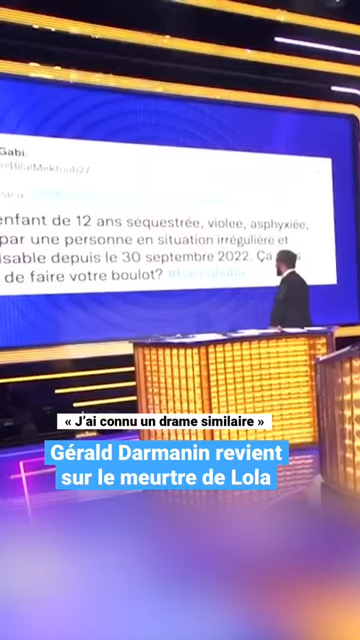 Gabi.
enfant de 12 ans séquestrée, violée, asphyxiée,
par une personne en situation irrégulière et
isable depuis le 30 septembre 2022. Ça
de faire votre boulot?
« J'ai connu un drame similaire »
Gérald Darmanin revient
sur le meurtre de Lola